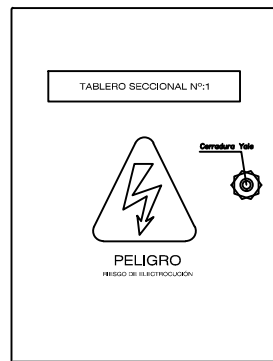 TABLERO SECCIONAL Nº:1
Cerradura Yale
PELIGRO
RIESGO DE ELECTROCUCIÓN